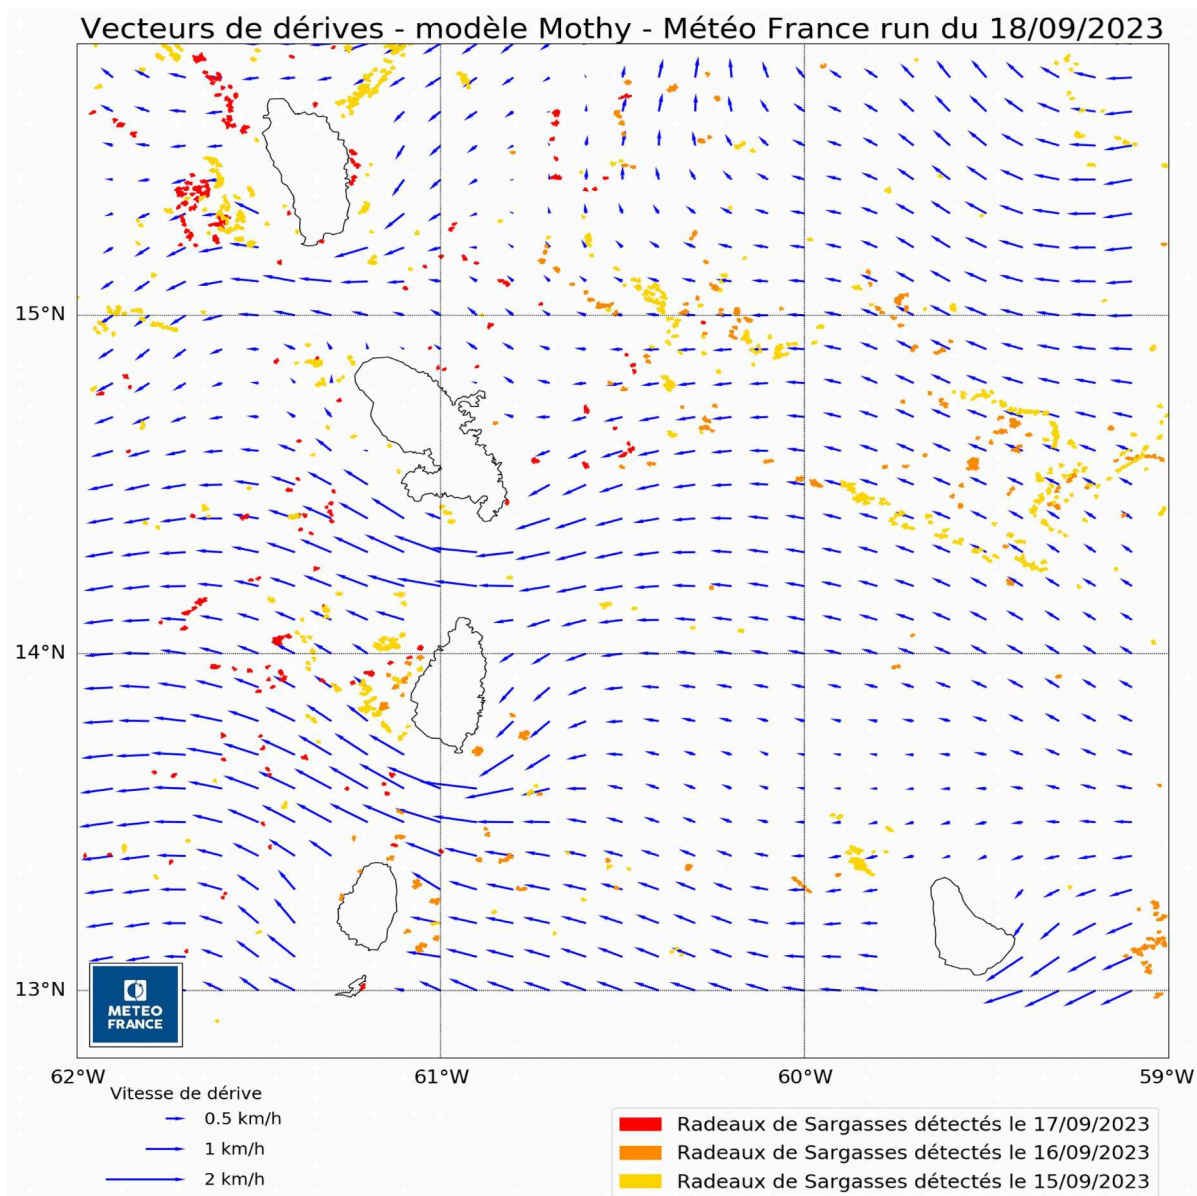 Vecteurs de dérives - modèle Mothy - Météo France run du 18/09/2023
15°N
14°N
13°N
METEO
FRANCE
62°W
61°W
60°W
59°W
Vitesse de dérive
0.5 km/h
1 km/h
2 km/h
Radeaux de Sargasses détectés le 17/09/2023
Radeaux de Sargasses détectés le 16/09/2023
Radeaux de Sargasses détectés le 15/09/2023